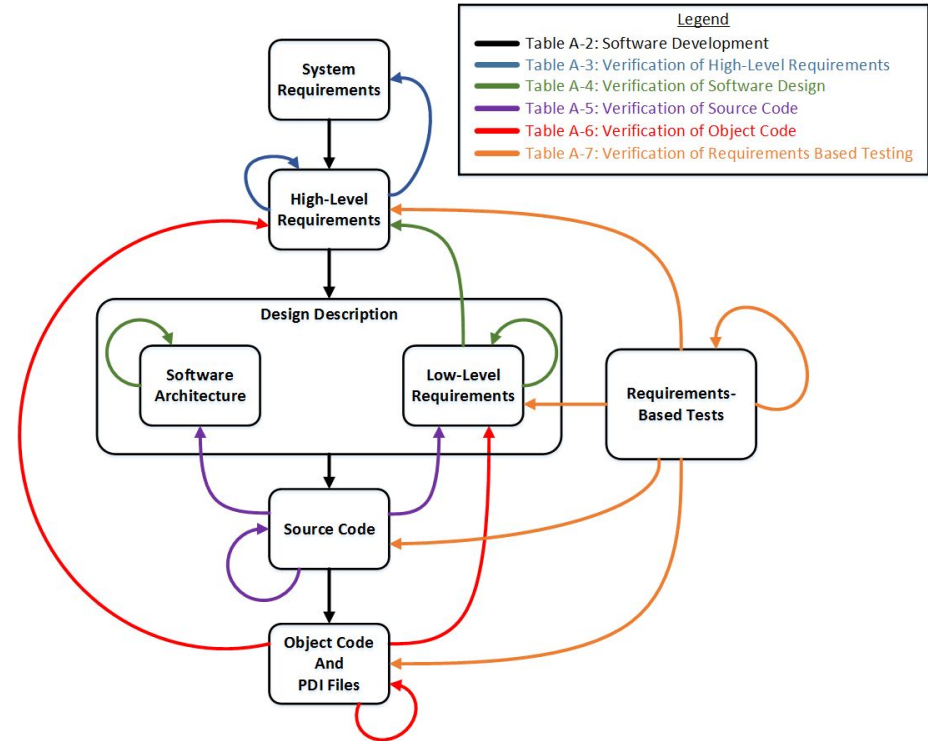 Legend
Table A-2: Software Development
Table A-3: Verification of High-Level Requirements
Table A-4: Verification of Software Design
Table A-5: Verification of Source Code
Table A-6: Verification of Object Code
Table A-7: Verification of Requirements Based Testing
System
Requirements
High-Level
Requirements
Design Description
Software
Architecture
Low-Level
Requirements
Requirements-
Based Tests
Source Code
Object Code
And
PDI Files